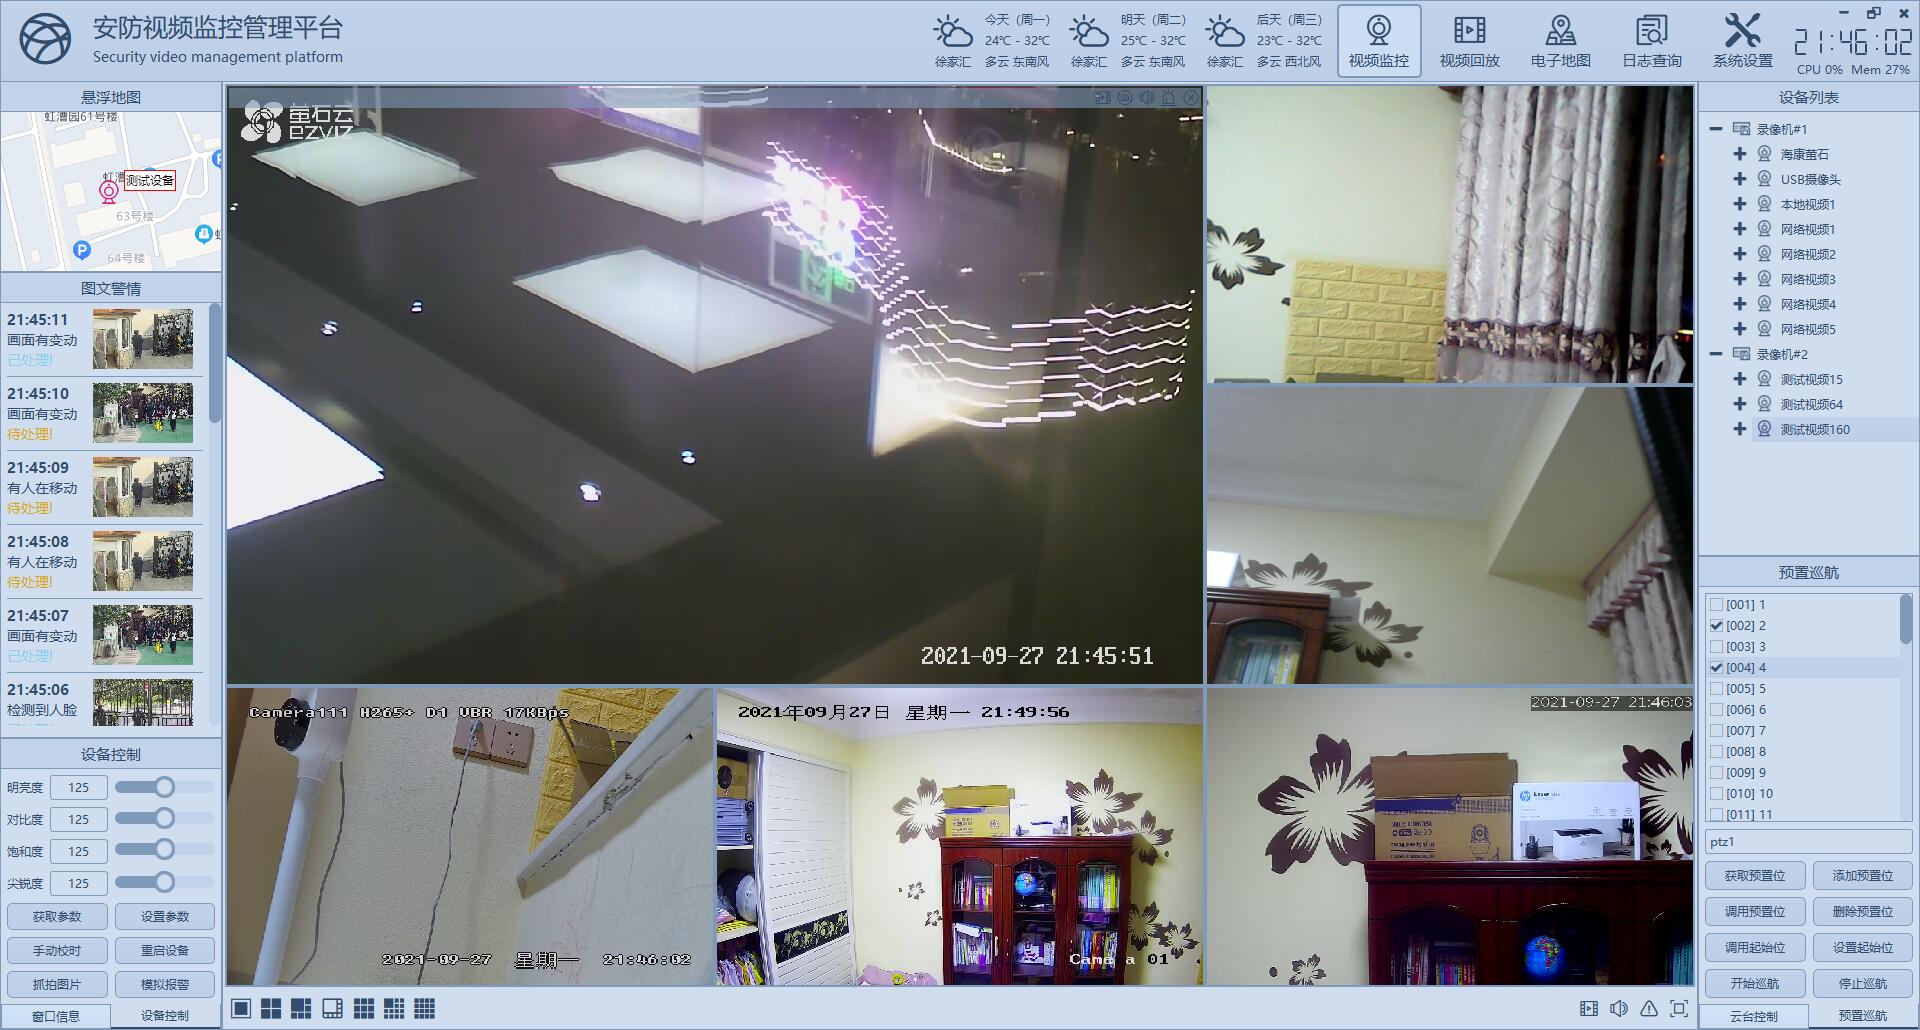 安防视频监控管理平台
Security video management platform
今天 (周一)
24℃ - 32℃
徐家汇 多云 东南风
明天 (周二)
25℃ - 32℃
徐家汇 多云 东南风
后天 (周三)
23℃ - 32℃
徐家汇 多云 西北风
视频监控
视频回放
电子地图
日志查询
系统设置
21:46:02
CPU 0% Mem 27%
悬浮地图
虹漕园61号楼
虹漕
测试设备
63号楼
64号楼
P
图文警情
21:45:11
画面有变动
已处理!
21:45:10
画面有变动
待处理!
21:45:09
有人在移动
待处理!
21:45:08
有人在移动
待处理!
21:45:07
画面有变动
已处理!
21:45:06
检测到人脸
设备控制
明亮度 125
对比度 125
饱和度 125
尖锐度 125
获取参数 设置参数
手动校时 重启设备
抓拍图片 模拟报警
窗口信息 设备控制
萤石云
ezviz
2021-09-27 21:45:51
Camera111 H265+ D1 VBR 17KBps
2021-09-27 星期一 21:46:02
2021年09月27日 星期一 21:49:56
Camera 01
2021-09-27 21:46:03
hp Laser
设备列表
录像机#1
海康萤石
USB摄像头
本地视频1
网络视频1
网络视频2
网络视频3
网络视频4
网络视频5
录像机#2
测试视频15
测试视频64
测试视频160
预置巡航
[001] 1
[002] 2
[003] 3
[004] 4
[005] 5
[006] 6
[007] 7
[008] 8
[009] 9
[010] 10
[011] 11
ptz1
获取预置位 添加预置位
调用预置位 删除预置位
调用起始位 设置起始位
开始巡航 停止巡航
云台控制 预置巡航